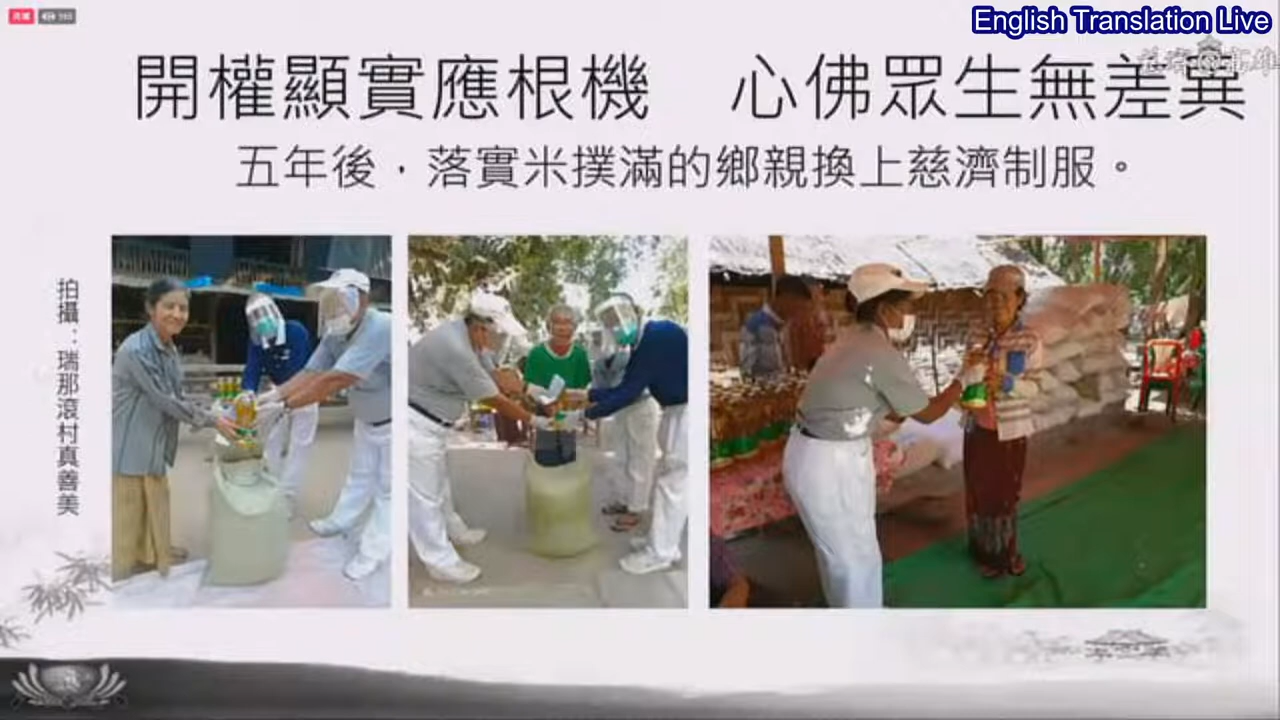 English Translation Live
開權顯實應根機　心佛眾生無差異
五年後，落實米撲滿的鄉親換上慈濟制服。
拍攝：瑞那滾村真善美